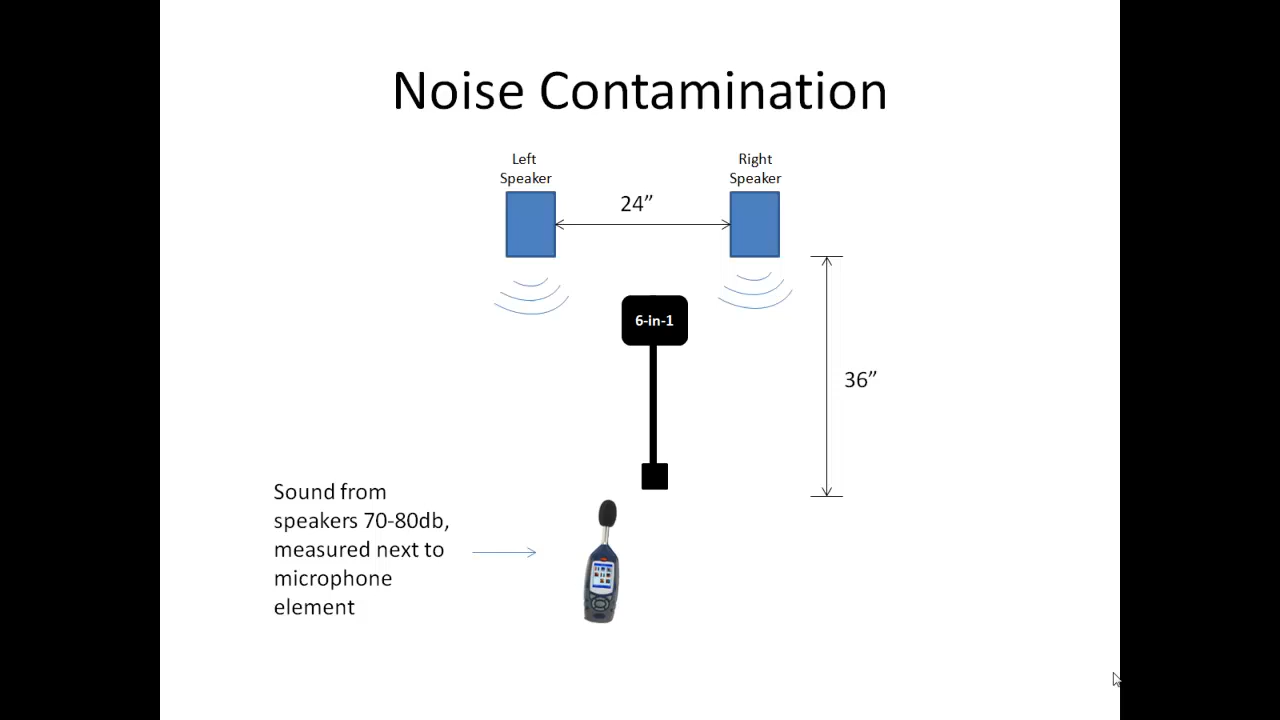 Noise Contamination
Left
Speaker
Right
Speaker
24”
6-in-1
36”
Sound from
speakers 70-80db,
measured next to
microphone
element